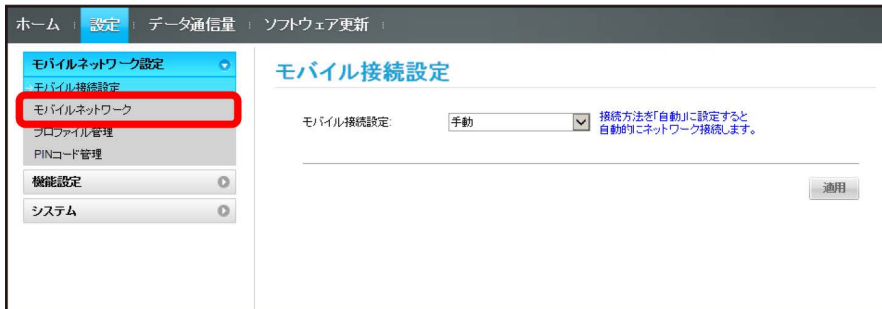 ホーム 設定 データ通信量 ソフトウェア更新
モバイルネットワーク設定
モバイル接続設定
モバイルネットワーク
プロファイル管理
PINコード管理
機能設定
システム
モバイル接続設定
モバイル接続設定: 手動 接続方法を「自動」に設定すると
自動的にネットワーク接続します。
適用